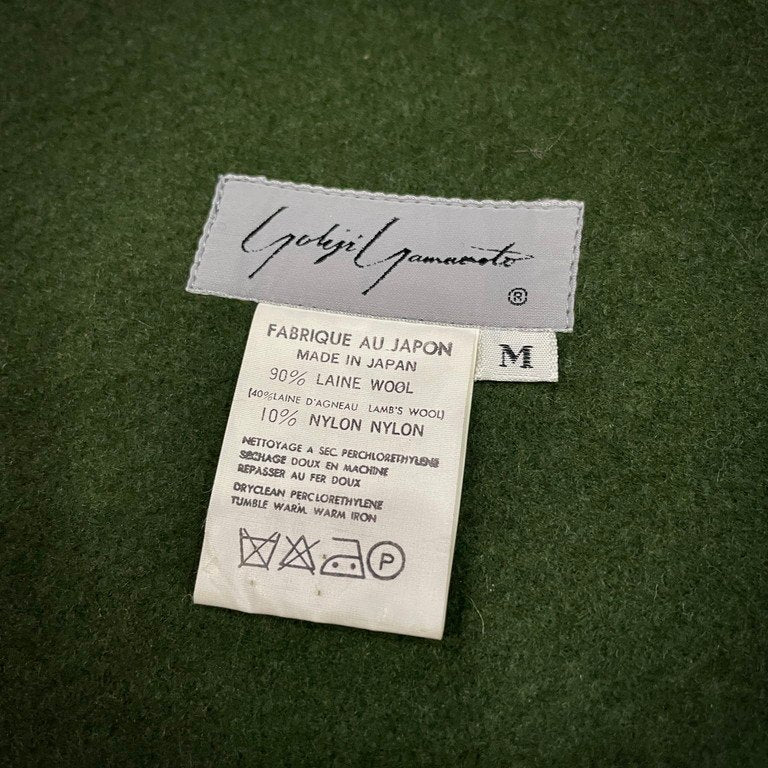 Yohji Yamamoto
®
M
FABRIQUE AU JAPON
MADE IN JAPAN
90% LAINE WOOL
(40%LAINE D'AGNEAU LAMB'S WOOL)
10% NYLON NYLON
NETTOYAGE A SEC PERCHLORETHYLENE
SECHAGE DOUX EN MACHINE
REPASSER AU FER DOUX
DRYCLEAN PERCLORETHYLENE
TUMBLE WARM. WARM IRON
P